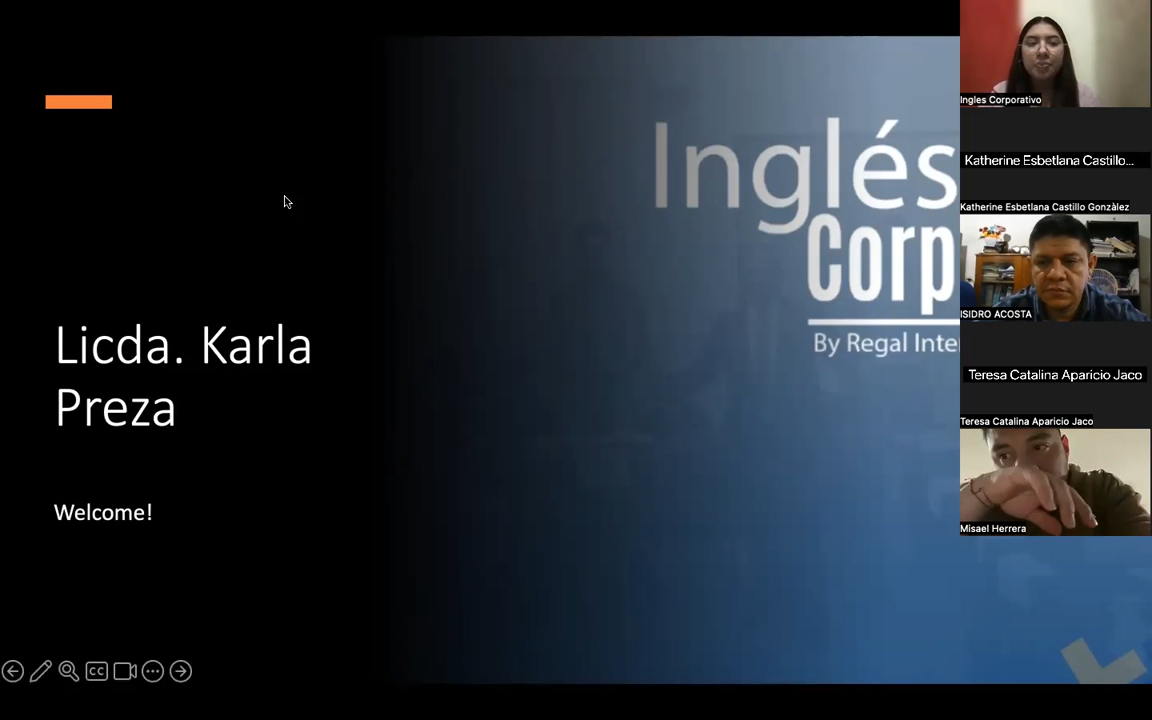 Inglés
Corp
By Regal Inte
Licda. Karla
Preza
Welcome!
CC
Ingles Corporativo
Katherine Esbetlana Castillo...
Katherine Esbetlana Castillo Gonzàlez
ISIDRO ACOSTA
Teresa Catalina Aparicio Jaco
Teresa Catalina Aparicio Jaco
Misael Herrera